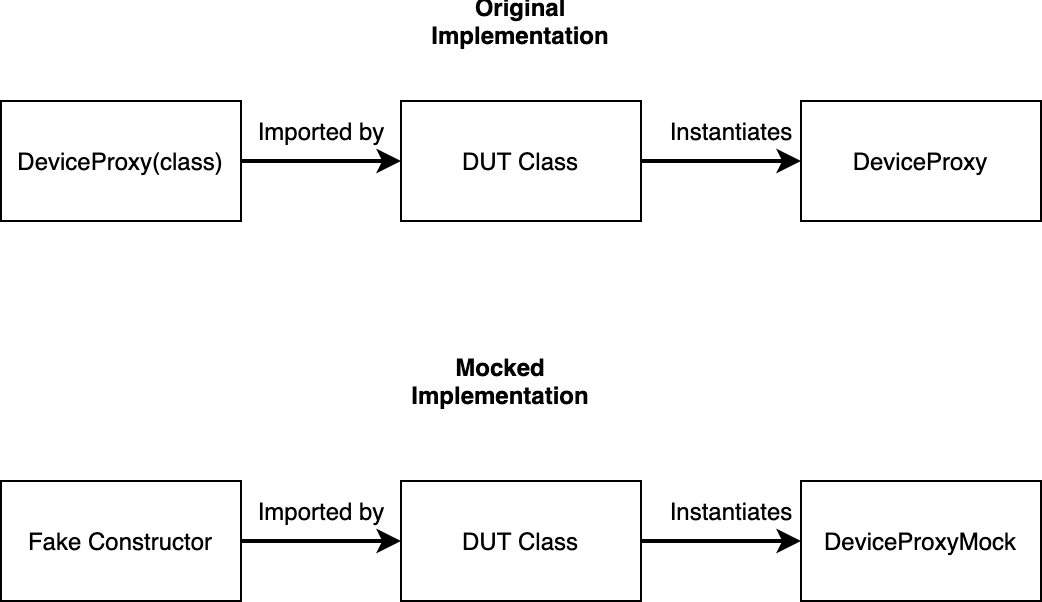 Original
Implementation
Imported by
Instantiates
DeviceProxy(class)
DUT Class
DeviceProxy
Mocked
Implementation
Imported by
Instantiates
Fake Constructor
DUT Class
DeviceProxyMock